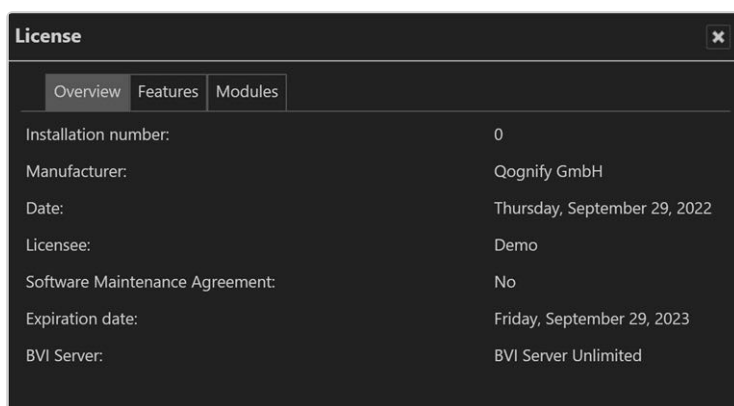 License
Overview Features Modules
Installation number: 0
Manufacturer: Qognify GmbH
Date: Thursday, September 29, 2022
Licensee: Demo
Software Maintenance Agreement: No
Expiration date: Friday, September 29, 2023
BVI Server: BVI Server Unlimited